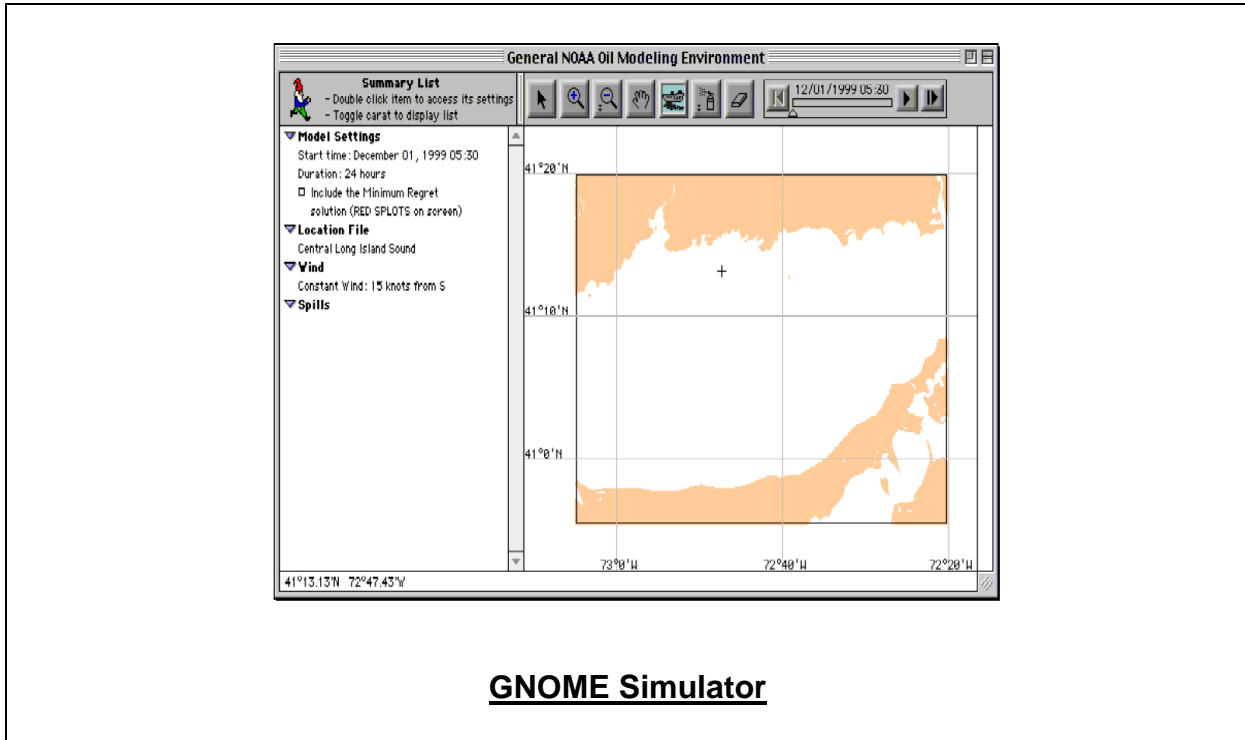 General NOAA Oil Modeling Environment
Summary List
- Double click item to access its settings
- Toggle carat to display list
12/01/1999 05:30
Model Settings
Start time: December 01, 1999 05:30
Duration: 24 hours
Include the Minimum Regret
solution (RED SPLOTS on screen)
Location File
Central Long Island Sound
Wind
Constant Wind: 15 knots from S
Spills
41°20'N
41°10'N
41°0'N
73°0'W
72°40'W
72°20'W
41°13.13'N 72°47.43'W
GNOME Simulator